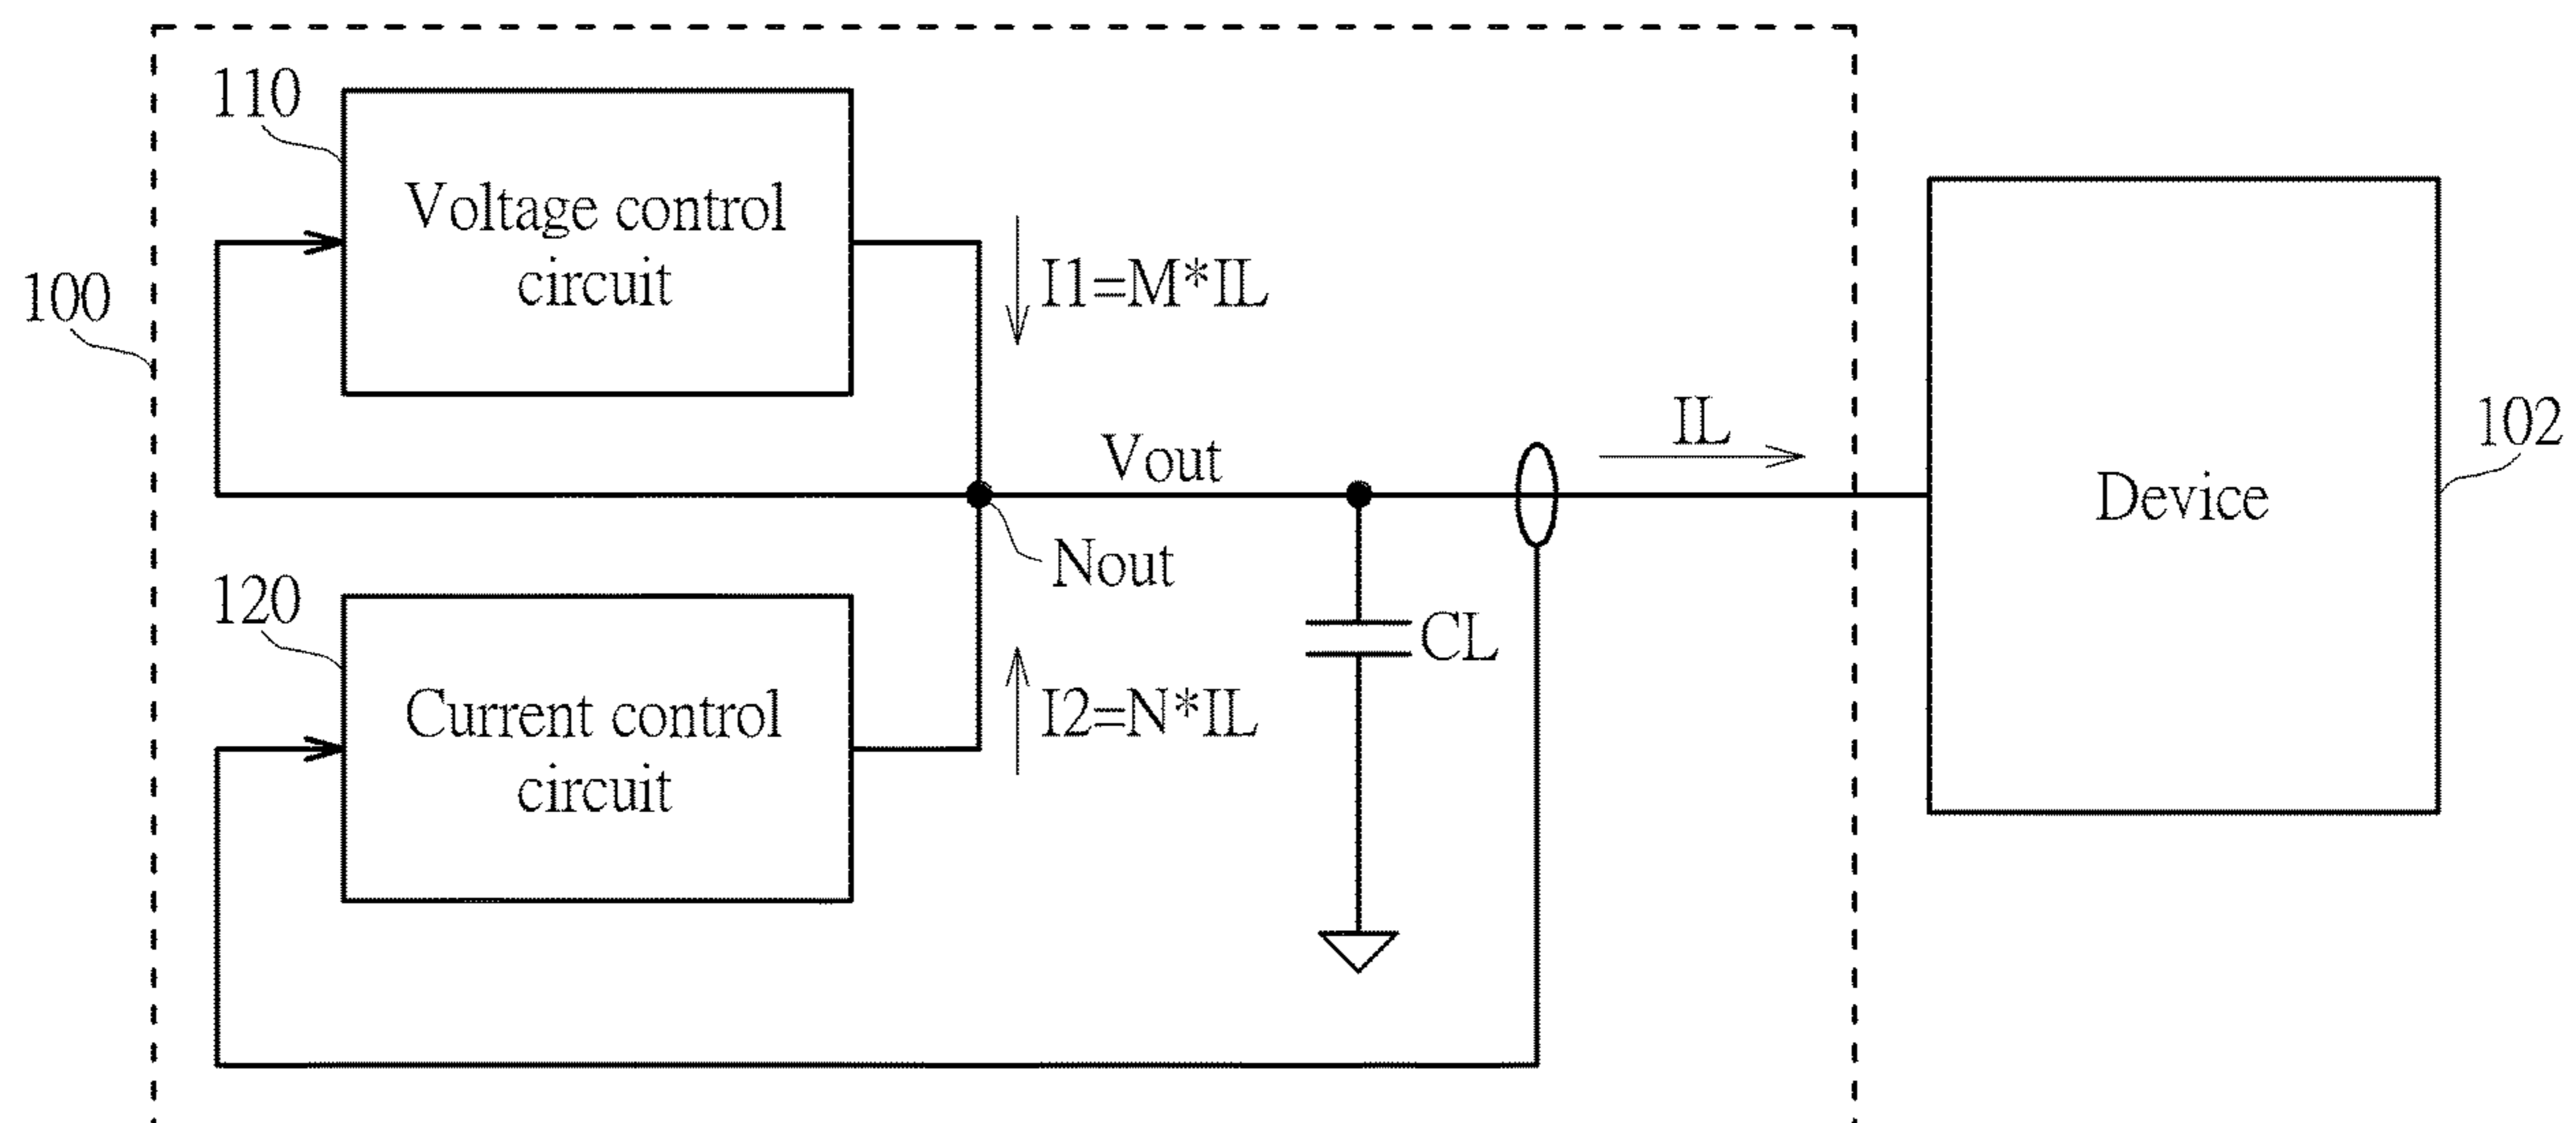 110
Voltage control
circuit
I1=M*IL
100
IL
102
Vout
Device
Nout
120
CL
Current control
circuit
I2=N*IL